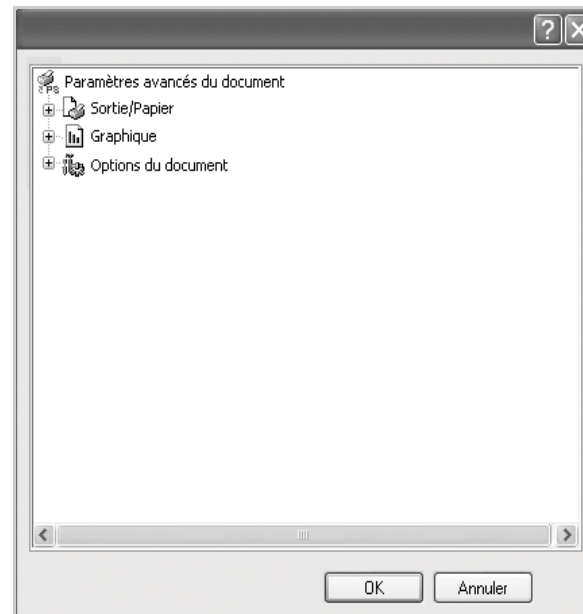 Paramètres avancés du document
Sortie/Papier
Graphique
Options du document
OK
Annuler